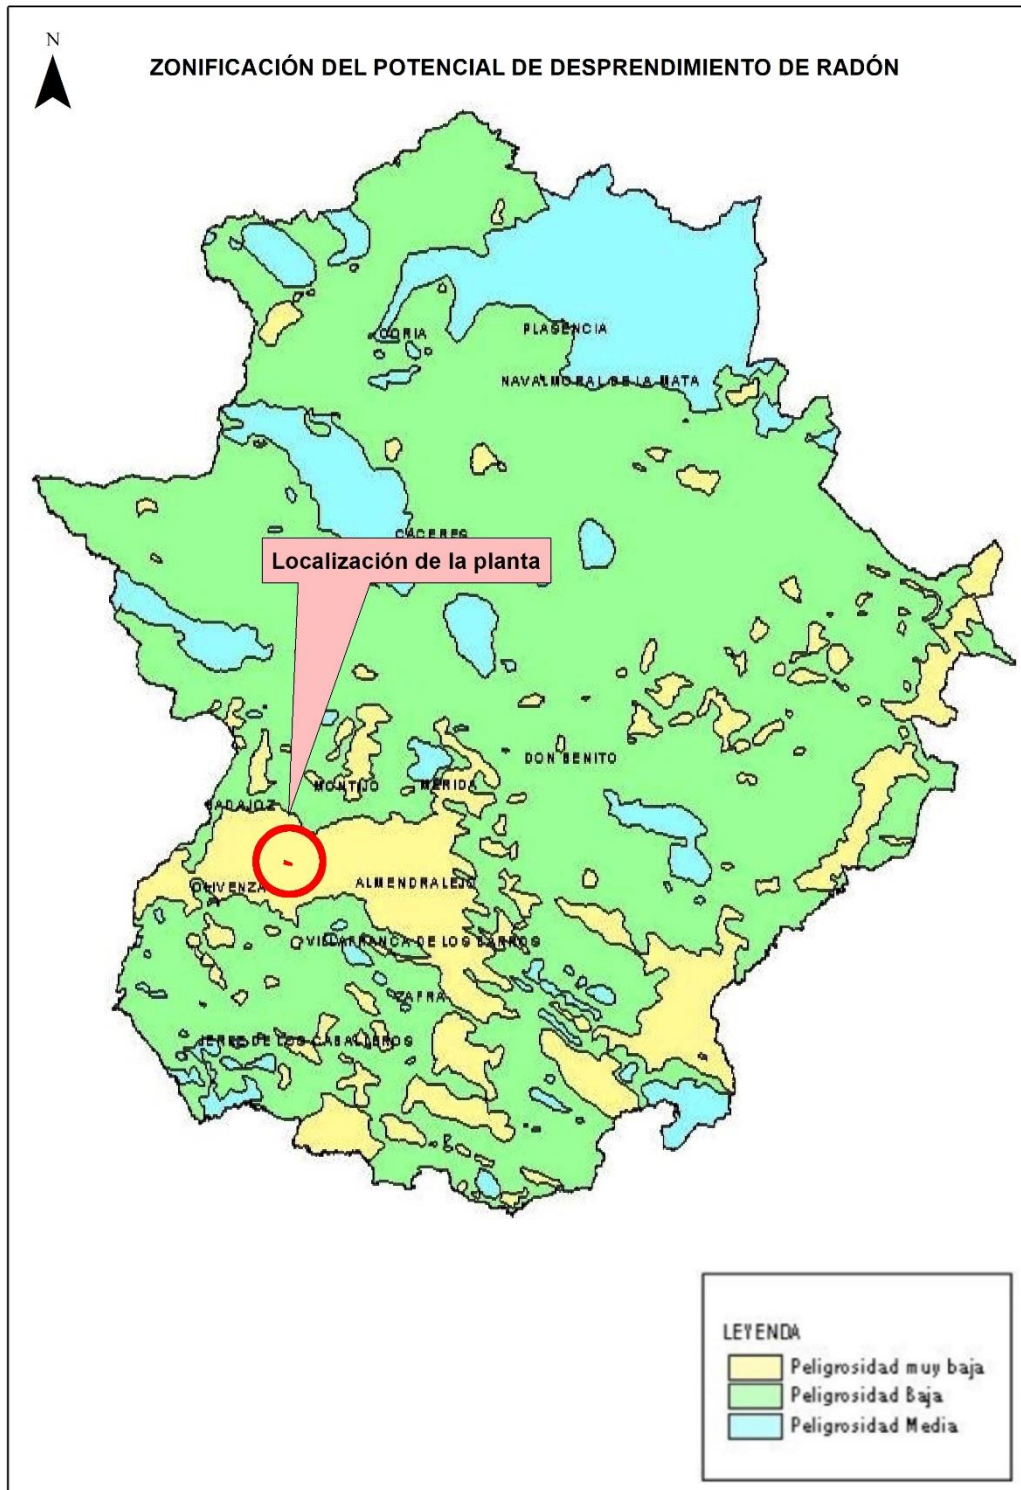 N
ZONIFICACIÓN DEL POTENCIAL DE DESPRENDIMIENTO DE RADÓN
CORIA
PLASENCIA
NAVALMORAL DE LA MATA
CÁCERES
Localización de la planta
DON BENITO
MONTIJO
MERIDA
BADAJOZ
OLIVENZA
ALMENDRALEJO
VILLAFRANCA DE LOS BARROS
ZAFRA
JEREZ DE LOS CABALLEROS
LEYENDA
Peligrosidad muy baja
Peligrosidad Baja
Peligrosidad Media